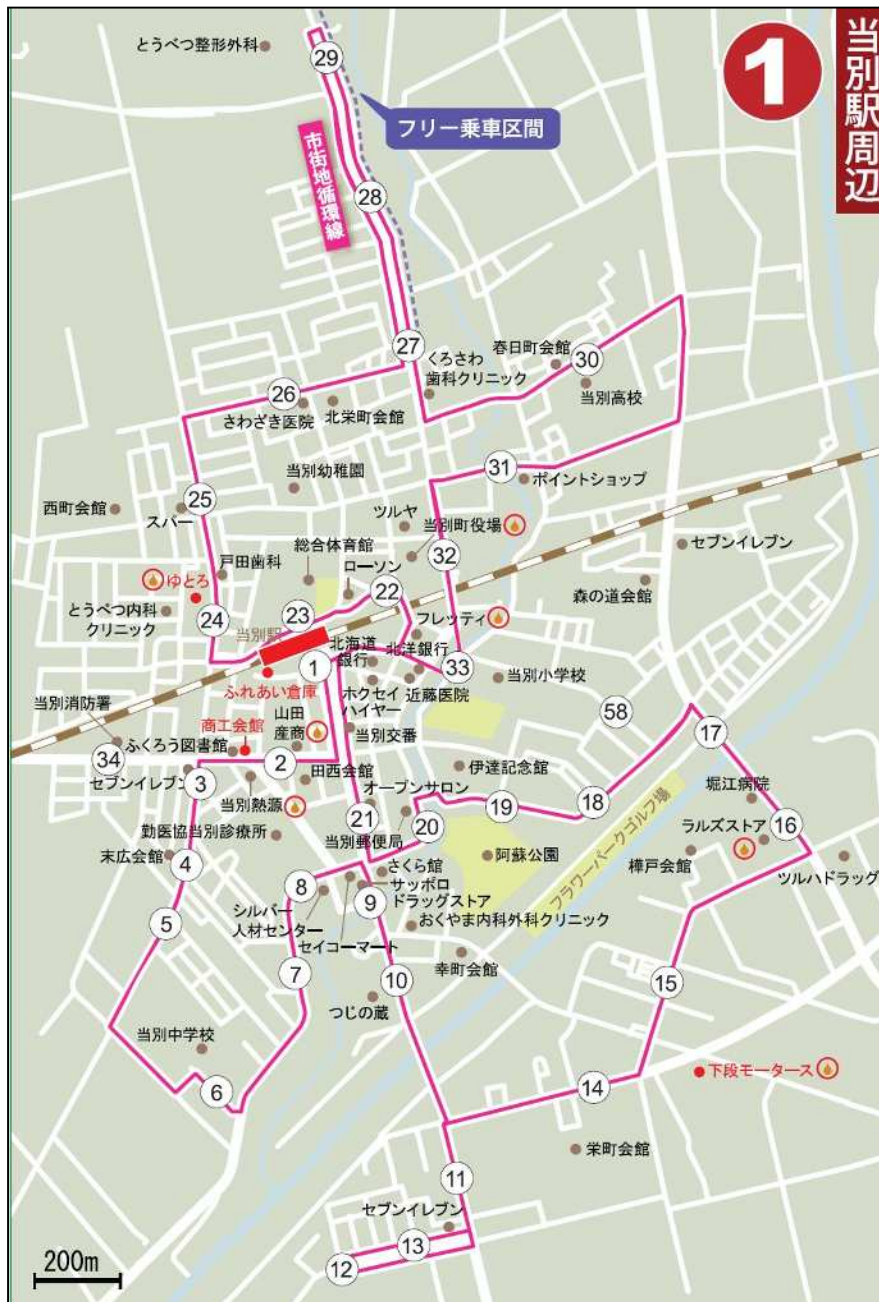 1
当別駅周辺
とうべつ整形外科
29
フリー乗車区間
市街地循環線
28
27
くろさわ
歯科クリニック
春日町会館
30
当別高校
26
さわざき医院
北栄町会館
31
ポイントショップ
当別幼稚園
25
西町会館
スパー
ツルヤ
当別町役場
32
セブンイレブン
総合体育館
ローソン
戸田歯科
ゆとろ
とうべつ内科
クリニック
24
23
22
森の道会館
フレッティ
当別駅
1
北海道
銀行
北洋銀行
33
当別小学校
ふれあい倉庫
ホクセイ
ハイヤー
近藤医院
58
当別消防署
商工会館
山田
産商
当別交番
17
34
ふくろう図書館
セブンイレブン
3
2
田西会館
伊達記念館
当別熱源
オープンサロン
19
18
堀江病院
フラワーパークゴルフ場
21
20
当別郵便局
勤医協当別診療所
末広会館
4
阿蘇公園
16
ラルズストア
樺戸会館
ツルハドラッグ
さくら館
サッポロ
ドラッグストア
8
9
シルバー
人材センター
セイコーマート
おくやま内科外科クリニック
5
7
10
幸町会館
つじの蔵
15
当別中学校
6
14
下段モータース
栄町会館
11
セブンイレブン
13
12
200m